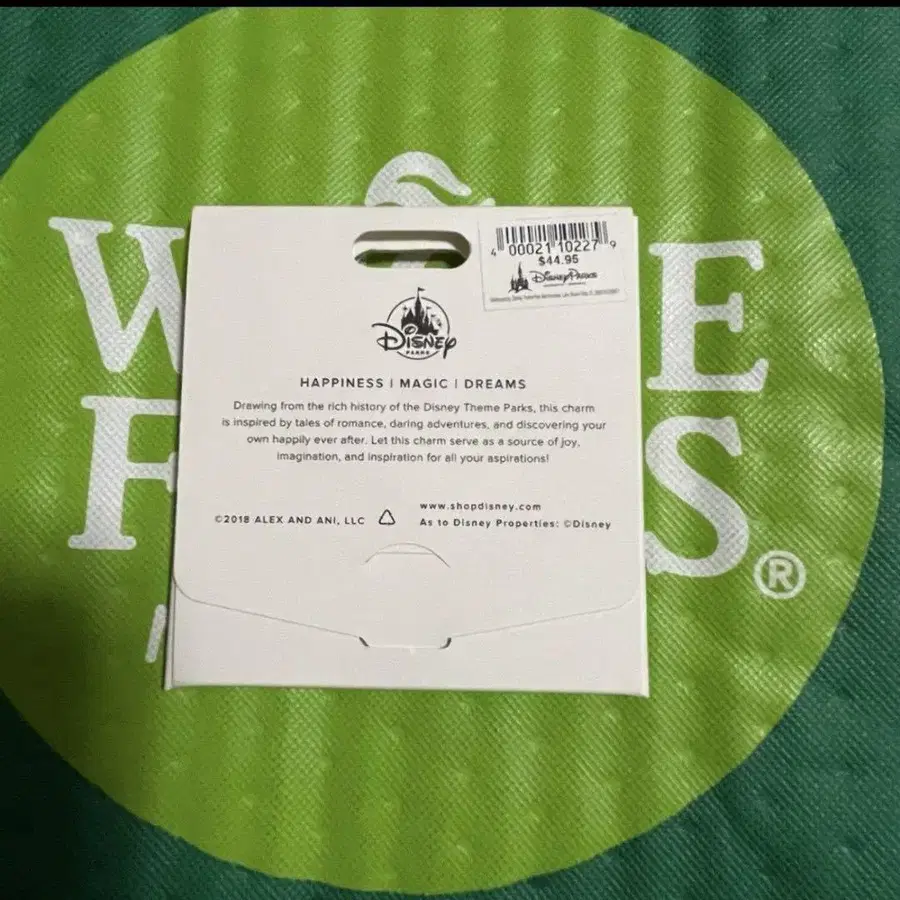 W E
F S
®
4 00021 10227 9
$44.95
Disney Parks
Disney
PARKS
HAPPINESS | MAGIC | DREAMS
Drawing from the rich history of the Disney Theme Parks, this charm
is inspired by tales of romance, daring adventures, and discovering your
own happily ever after. Let this charm serve as a source of joy,
imagination, and inspiration for all your aspirations!
www.shopdisney.com
©2018 ALEX AND ANI, LLC
As to Disney Properties: ©Disney